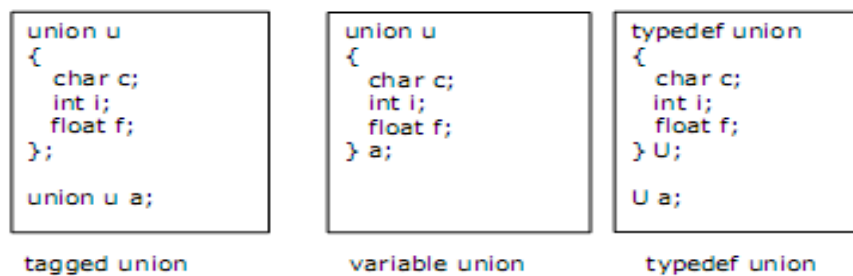 union u
{
char c;
int i;
float f;
};
union u a;
tagged union
union u
{
char c;
int i;
float f;
} a;
variable union
typedef union
{
char c;
int i;
float f;
} U;
U a;
typedef union